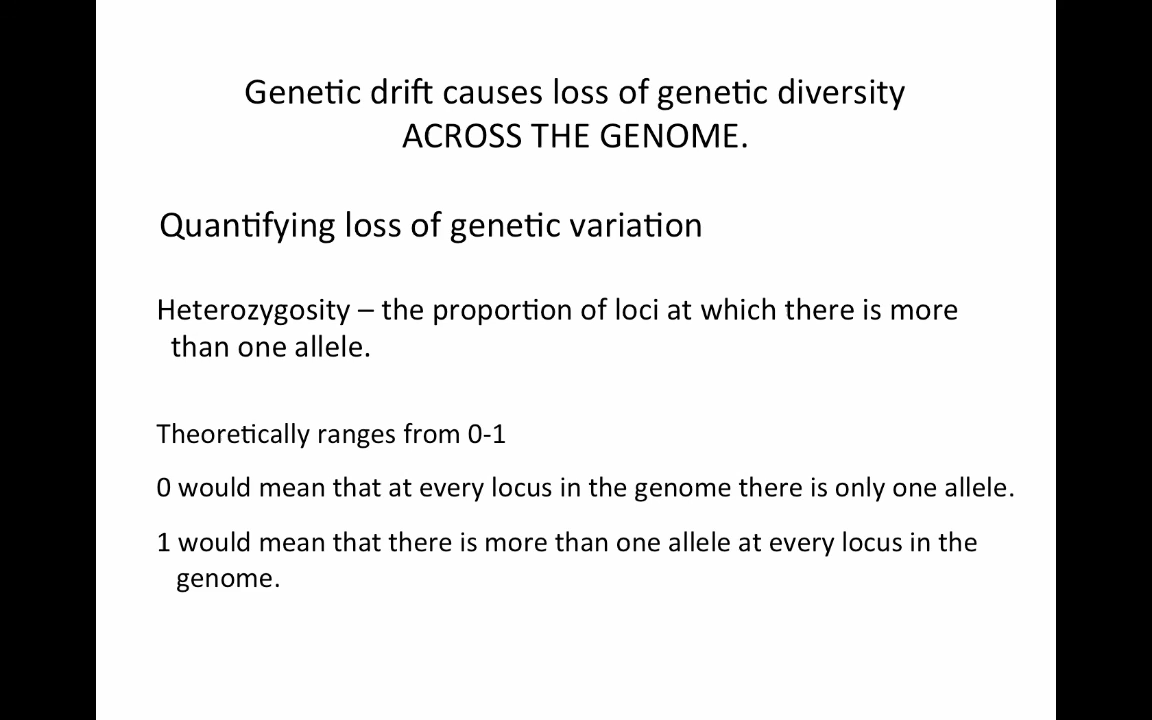 Genetic drift causes loss of genetic diversity
ACROSS THE GENOME.
Quantifying loss of genetic variation
Heterozygosity – the proportion of loci at which there is more
than one allele.
Theoretically ranges from 0-1
0 would mean that at every locus in the genome there is only one allele.
1 would mean that there is more than one allele at every locus in the
genome.